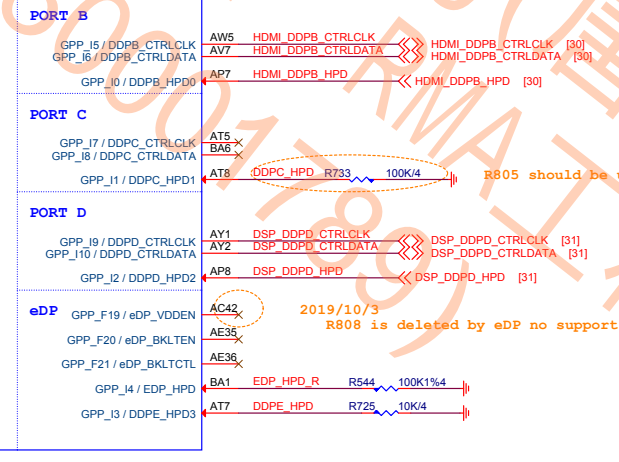 PORT B
GPP_I5 / DDPB_CTRLCLK AW5 HDMI_DDPB_CTRLCLK HDMI_DDPB_CTRLCLK [30]
GPP_I6 / DDPB_CTRLDATA AV7 HDMI_DDPB_CTRLDATA HDMI_DDPB_CTRLDATA [30]
GPP_I0 / DDPB_HPD0 AP7 HDMI_DDPB_HPD HDMI_DDPB_HPD [30]
PORT C
GPP_I7 / DDPC_CTRLCLK AT5
GPP_I8 / DDPC_CTRLDATA BA6
GPP_I1 / DDPC_HPD1 AT8 DDPC_HPD R733 100K/4 R805 should be
PORT D
GPP_I9 / DDPD_CTRLCLK AY1 DSP_DDPD_CTRLCLK DSP_DDPD_CTRLCLK [31]
GPP_I10 / DDPD_CTRLDATA AY2 DSP_DDPD_CTRLDATA DSP_DDPD_CTRLDATA [31]
GPP_I2 / DDPD_HPD2 AP8 DSP_DDPD_HPD DSP_DDPD_HPD [31]
eDP GPP_F19 / eDP_VDDEN AC42 2019/10/3
R808 is deleted by eDP no support
GPP_F20 / eDP_BKLTEN AE35
GPP_F21 / eDP_BKLTCTL AE36
GPP_I4 / EDP_HPD BA1 EDP_HPD_R R544 100K1%4
GPP_I3 / DDPE_HPD3 AT7 DDPE_HPD R725 10K/4
RMA工